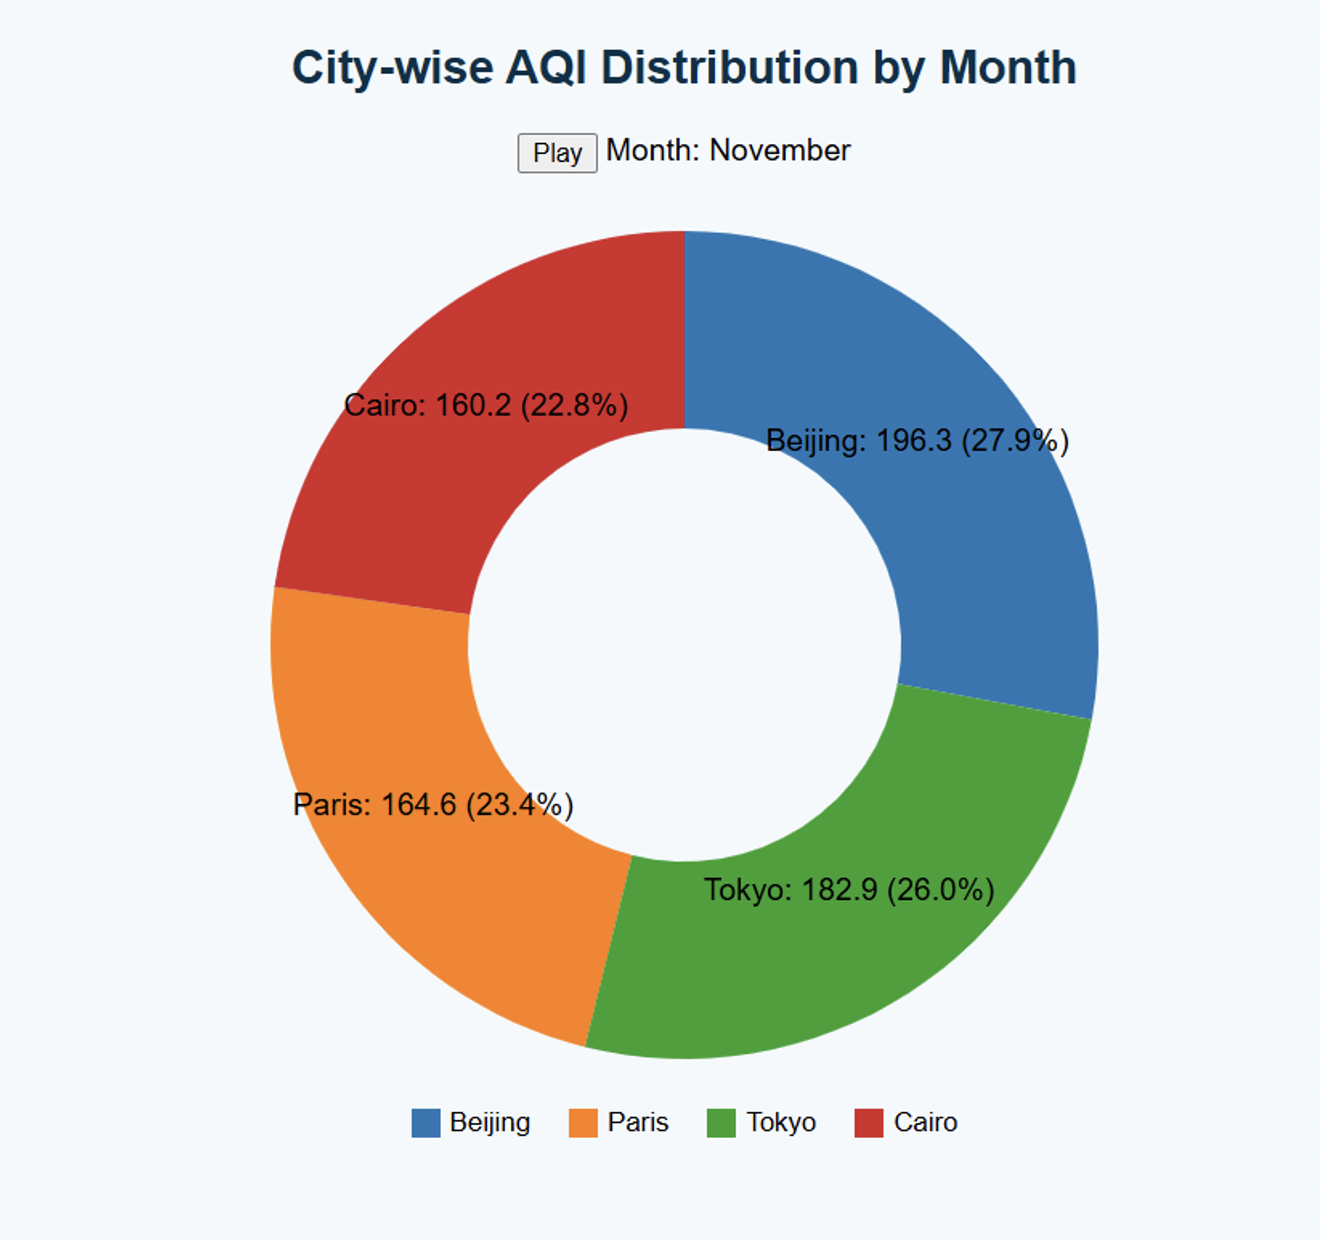 City-wise AQI Distribution by Month
Play Month: November
Cairo: 160.2 (22.8%)
Beijing: 196.3 (27.9%)
Paris: 164.6 (23.4%)
Tokyo: 182.9 (26.0%)
Beijing Paris Tokyo Cairo